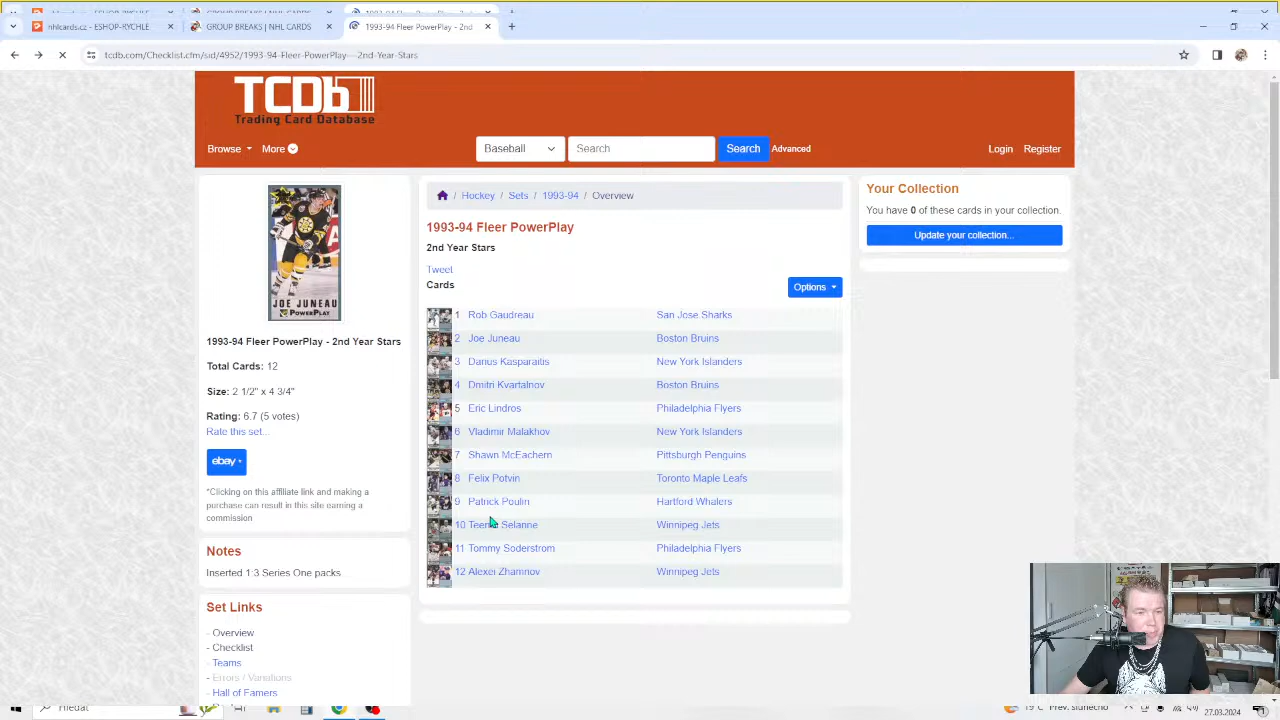 nhlcards.cz - ESHOP-RYCHLE
GROUP BREAKS | NHL CARDS
1993-94 Fleer PowerPlay - 2nd
tcdb.com/Checklist.cfm/sid/4952/1993-94-Fleer-PowerPlay---2nd-Year-Stars
TCDb
Trading Card Database
Browse More
Baseball Search Search Advanced
Login Register
JOE JUNEAU
PowerPlay
1993-94 Fleer PowerPlay - 2nd Year Stars
Total Cards: 12
Size: 2 1/2" x 4 3/4"
Rating: 6.7 (5 votes)
Rate this set...
ebay
*Clicking on this affiliate link and making a
purchase can result in this site earning a
commission
Notes
Inserted 1:3 Series One packs.
Set Links
- Overview
- Checklist
- Teams
- Errors / Variations
- Hall of Famers
/ Hockey / Sets / 1993-94 / Overview
1993-94 Fleer PowerPlay
2nd Year Stars
Tweet
Cards
Options
1 Rob Gaudreau San Jose Sharks
2 Joe Juneau Boston Bruins
3 Darius Kasparaitis New York Islanders
4 Dmitri Kvartalnov Boston Bruins
5 Eric Lindros Philadelphia Flyers
6 Vladimir Malakhov New York Islanders
7 Shawn McEachern Pittsburgh Penguins
8 Felix Potvin Toronto Maple Leafs
9 Patrick Poulin Hartford Whalers
10 Teemu Selanne Winnipeg Jets
11 Tommy Soderstrom Philadelphia Flyers
12 Alexei Zhamnov Winnipeg Jets
Your Collection
You have 0 of these cards in your collection.
Update your collection...
27.03.2024